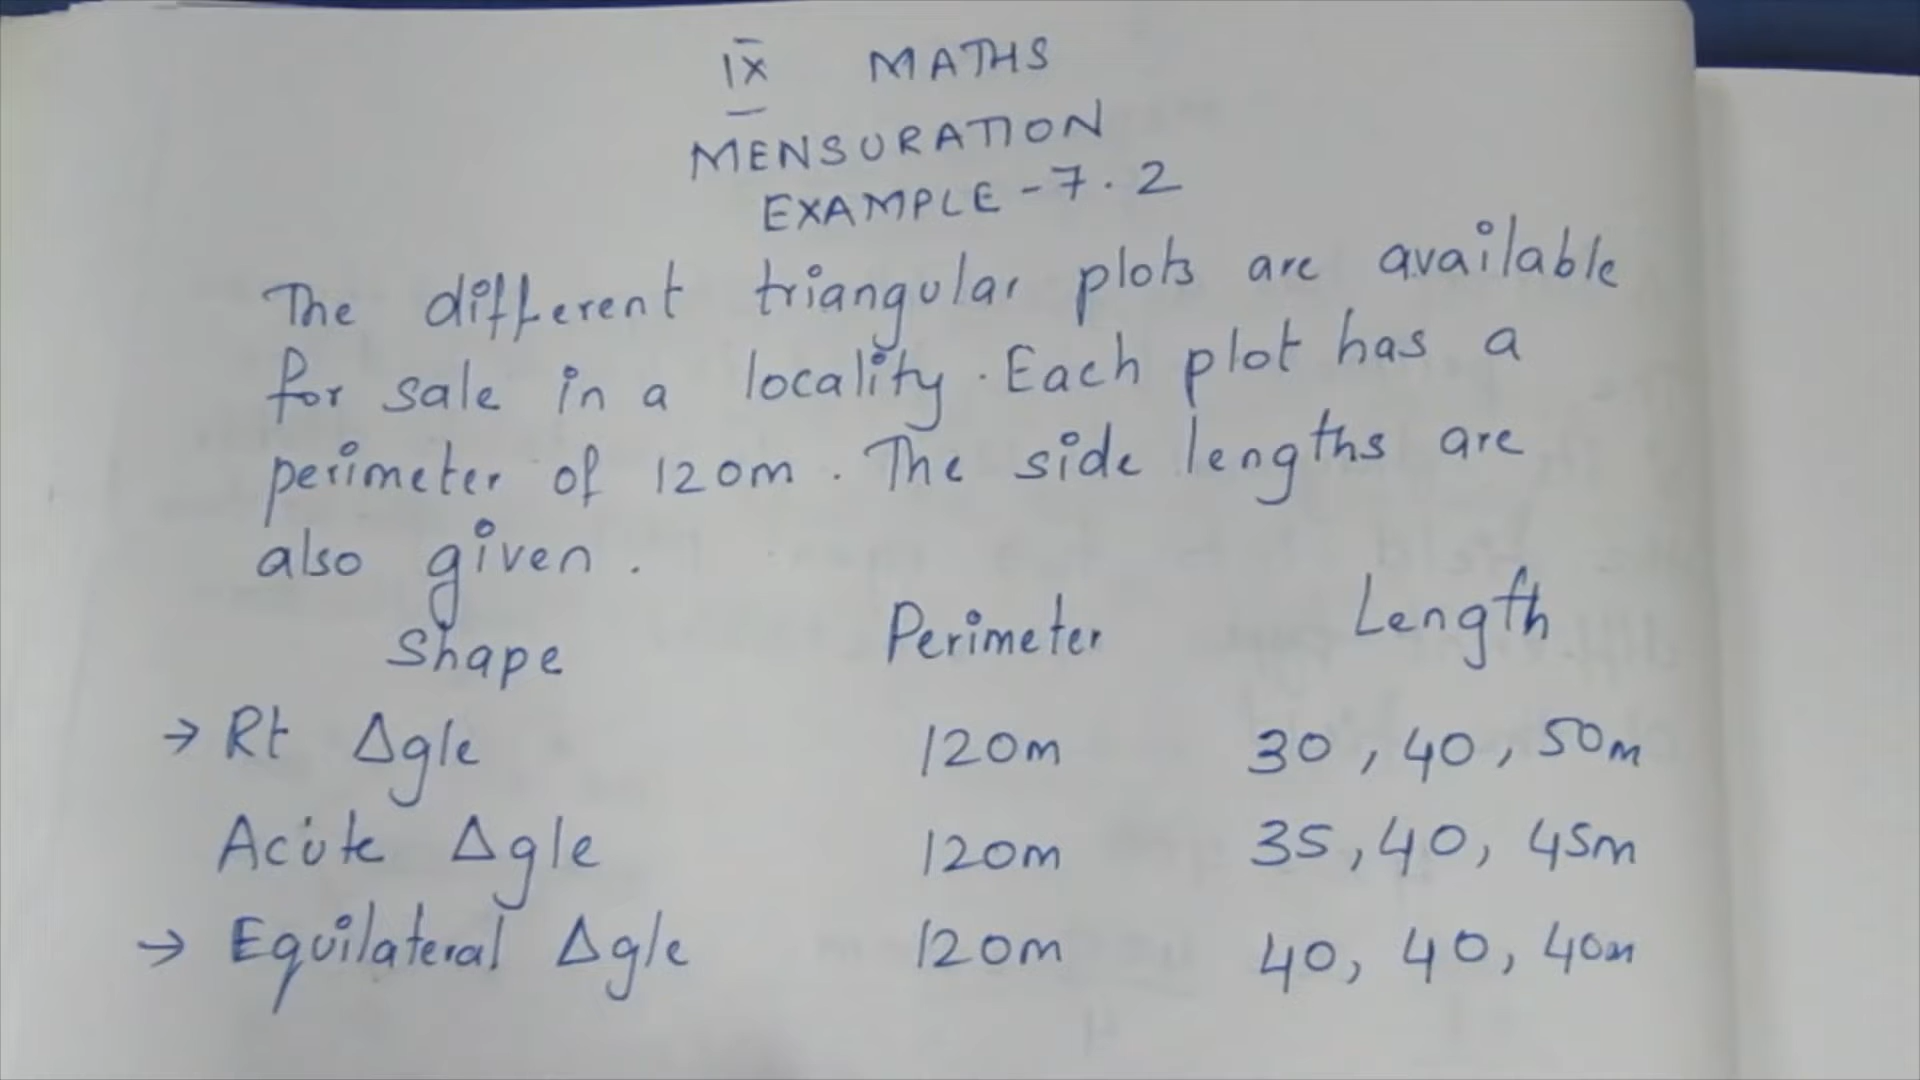 IX MATHS
MENSURATION
EXAMPLE - 7.2
The different triangular plots are available
for sale in a locality. Each plot has a
perimeter of 120m. The side lengths are
also given.
Shape Perimeter Length
→ Rt Δgle 120m 30, 40, 50m
Acute Δgle 120m 35, 40, 45m
→ Equilateral Δgle 120m 40, 40, 40m